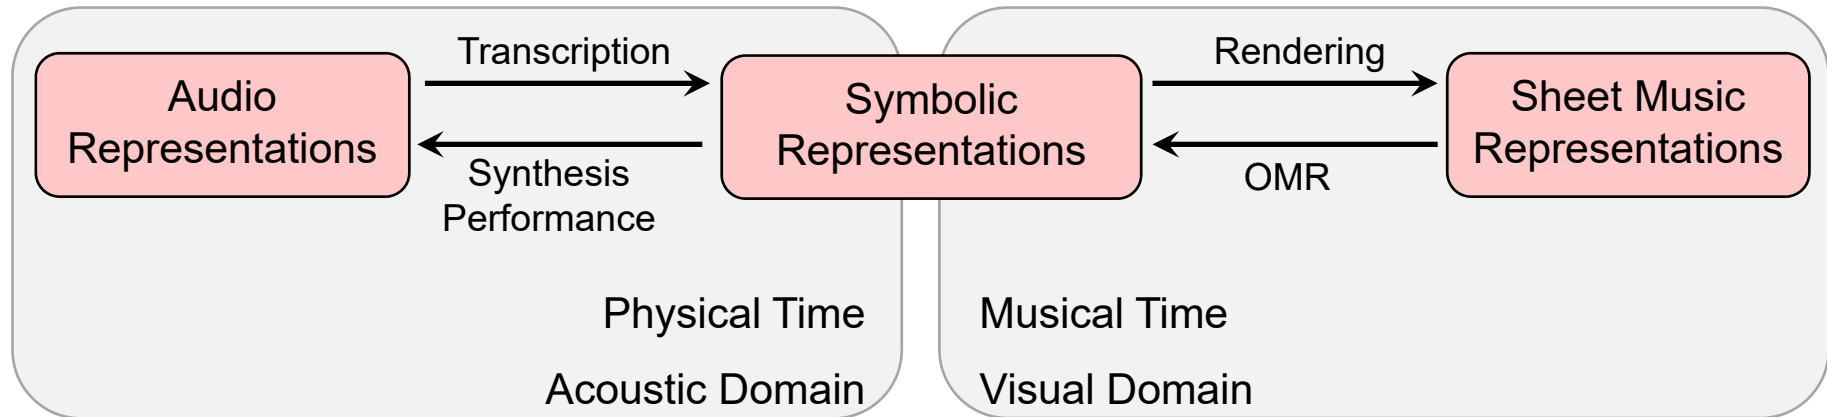 Transcription
Rendering
Audio
Representations
Symbolic
Representations
Sheet Music
Representations
Synthesis
Performance
OMR
Physical Time
Musical Time
Acoustic Domain
Visual Domain